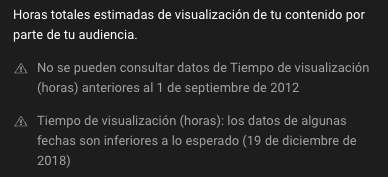 Horas totales estimadas de visualización de tu contenido por
parte de tu audiencia.
No se pueden consultar datos de Tiempo de visualización
(horas) anteriores al 1 de septiembre de 2012
Tiempo de visualización (horas): los datos de algunas
fechas son inferiores a lo esperado (19 de diciembre de
2018)